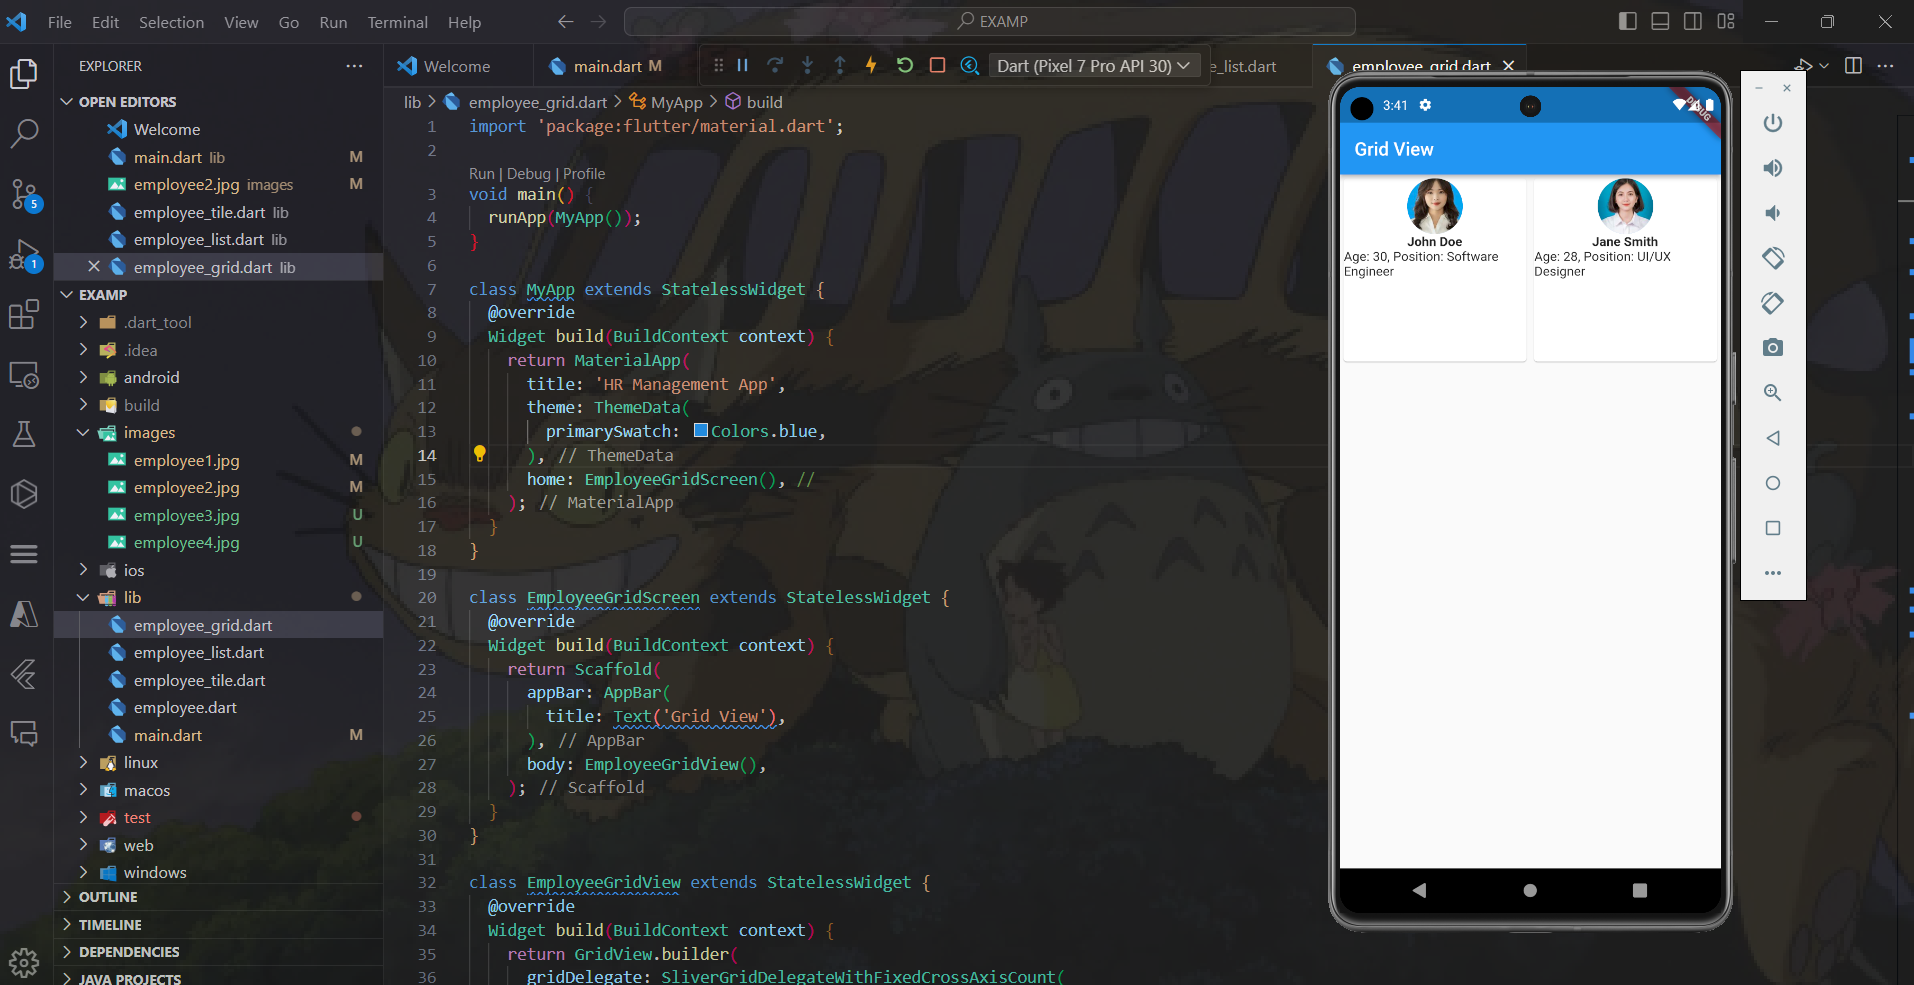 File Edit Selection View Go Run Terminal Help
EXAMP
EXPLORER
OPEN EDITORS
Welcome
main.dart lib M
employee2.jpg images M
employee_tile.dart lib
employee_list.dart lib
employee_grid.dart lib
EXAMP
.dart_tool
.idea
android
build
images
employee1.jpg M
employee2.jpg M
employee3.jpg U
employee4.jpg U
ios
lib
employee_grid.dart
employee_list.dart
employee_tile.dart
employee.dart
main.dart M
linux
macos
test
web
windows
OUTLINE
TIMELINE
DEPENDENCIES
JAVA PROJECTS
5
1
Welcome
main.dart M
Dart (Pixel 7 Pro API 30)
e_list.dart
employee_grid.dart
lib > employee_grid.dart > MyApp > build
1 import 'package:flutter/material.dart';
2
Run | Debug | Profile
3 void main() {
4 runApp(MyApp());
5 }
6
7 class MyApp extends StatelessWidget {
8 @override
9 Widget build(BuildContext context) {
10 return MaterialApp(
11 title: 'HR Management App',
12 theme: ThemeData(
13 primarySwatch: Colors.blue,
14 ), // ThemeData
15 home: EmployeeGridScreen(), //
16 ); // MaterialApp
17 }
18 }
19
20 class EmployeeGridScreen extends StatelessWidget {
21 @override
22 Widget build(BuildContext context) {
23 return Scaffold(
24 appBar: AppBar(
25 title: Text('Grid View'),
26 ), // AppBar
27 body: EmployeeGridView(),
28 ); // Scaffold
29 }
30 }
31
32 class EmployeeGridView extends StatelessWidget {
33 @override
34 Widget build(BuildContext context) {
35 return GridView.builder(
36 gridDelegate: SliverGridDelegateWithFixedCrossAxisCount(
3:41
DEBUG
Grid View
John Doe
Age: 30, Position: Software
Engineer
Jane Smith
Age: 28, Position: UI/UX
Designer